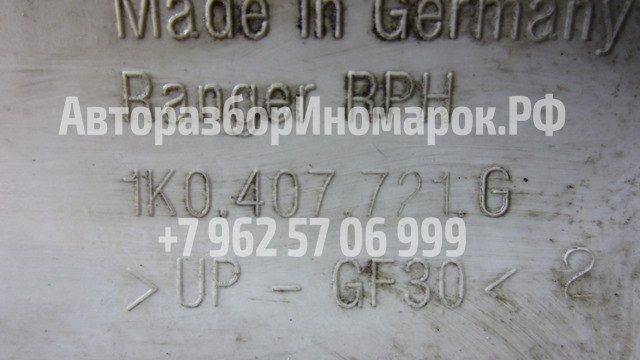 Made in Germany
Ranger BPH
АвторазборИномарок.РФ
1K0.407.721.G
+7 962 57 06 999
>UP - GF30< 2